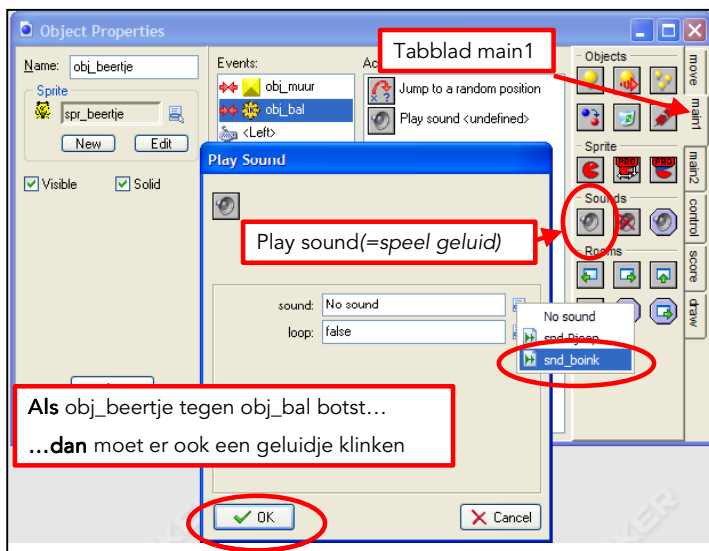 Object Properties
Name: obj_beertje
Sprite
spr_beertje
New Edit
Visible Solid
Events:
obj_muur
obj_bal
<Left>
Tabblad main1
Jump to a random position
Play sound <undefined>
Objects
Sprite
Sounds
Rooms
move
main1
main2
control
score
draw
Play Sound
Play sound(=speel geluid)
sound: No sound
loop: false
No sound
snd_boink
Als obj_beertje tegen obj_bal botst...
...dan moet er ook een geluidje klinken
OK
Cancel